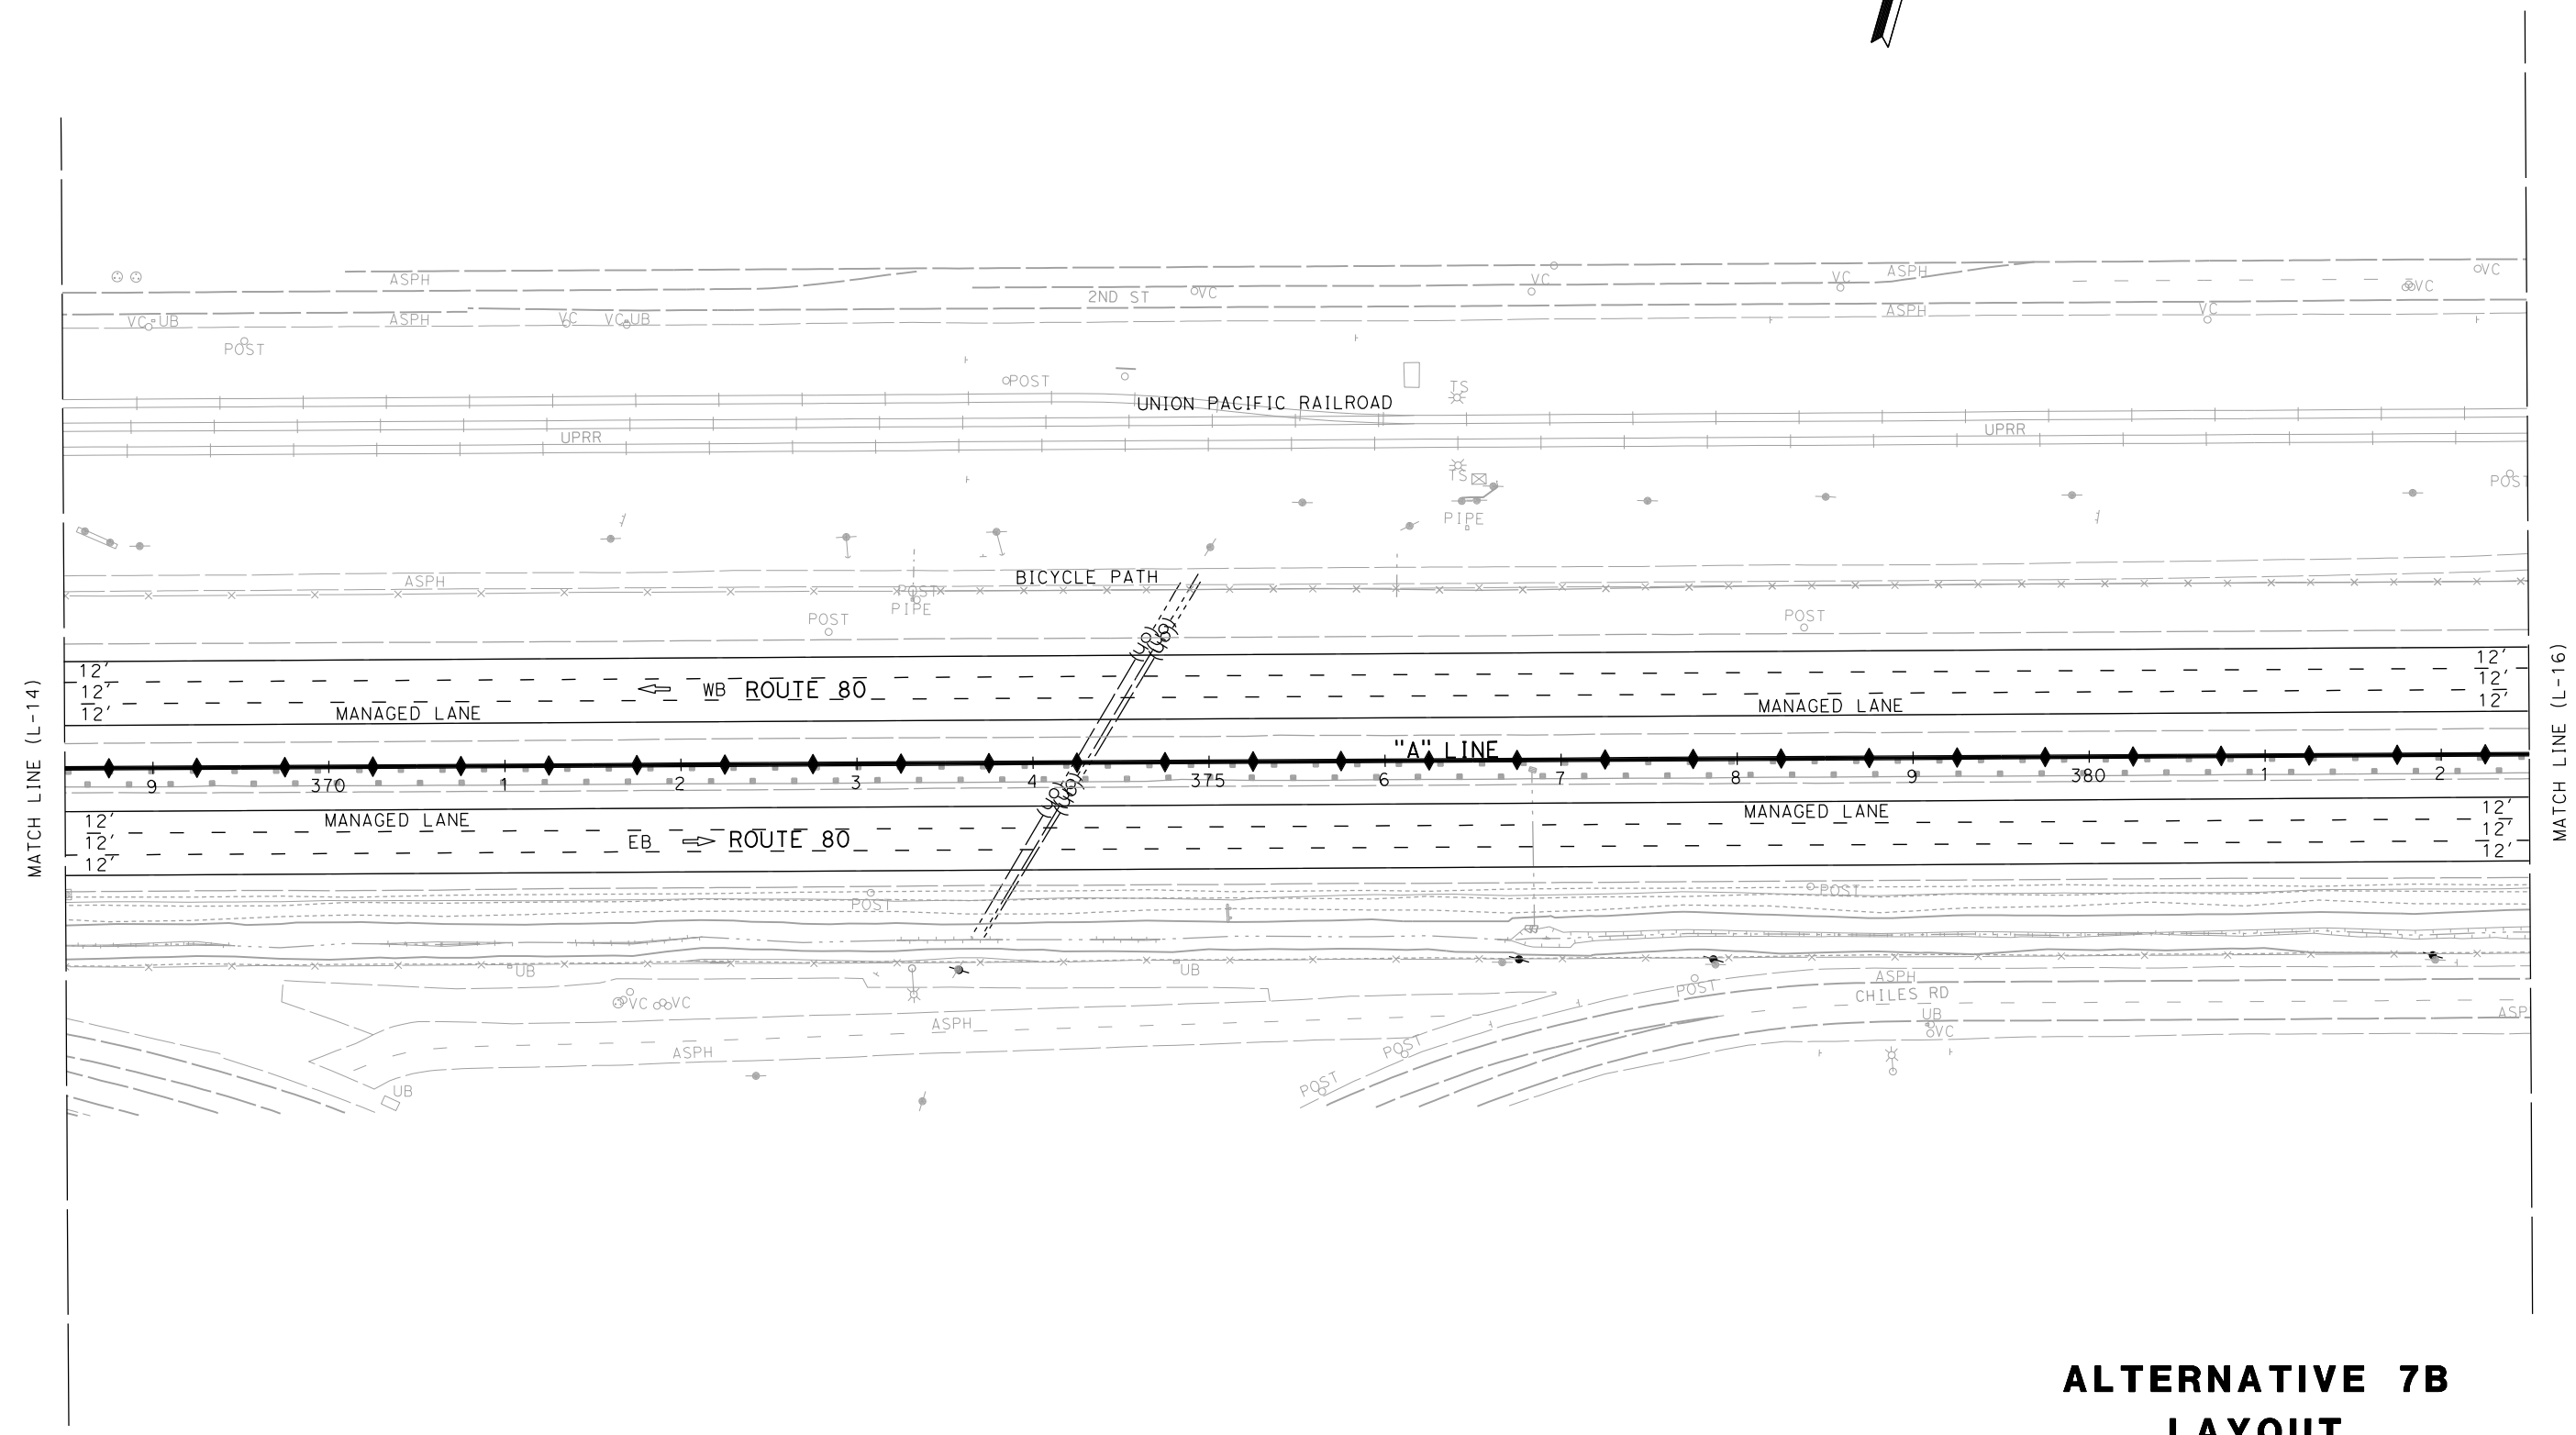 ASPH
VC
ASPH
VC
VC
2ND ST
VC
VC
VC UB
ASPH
VC
VC UB
ASPH
VC
POST
POST
TS
UNION PACIFIC RAILROAD
UPRR
UPRR
TS
POST
PIPE
BICYCLE PATH
ASPH
POST
PIPE
POST
POST
12'
12'
12'
WB ROUTE 80
MANAGED LANE
MANAGED LANE
12'
12'
12'
"A" LINE
9 370 1 2 3 4 375 6 7 8 9 380 1 2
MATCH LINE (L-14)
MATCH LINE (L-16)
12'
12'
12'
MANAGED LANE
MANAGED LANE
EB ROUTE 80
12'
12'
12'
POST
POST
UB
UB
ASPH
POST
CHILES RD
VC
VC
UB
VC
ASP
ASPH
ASPH
POST
POST
UB
ALTERNATIVE 7B
LAYOUT